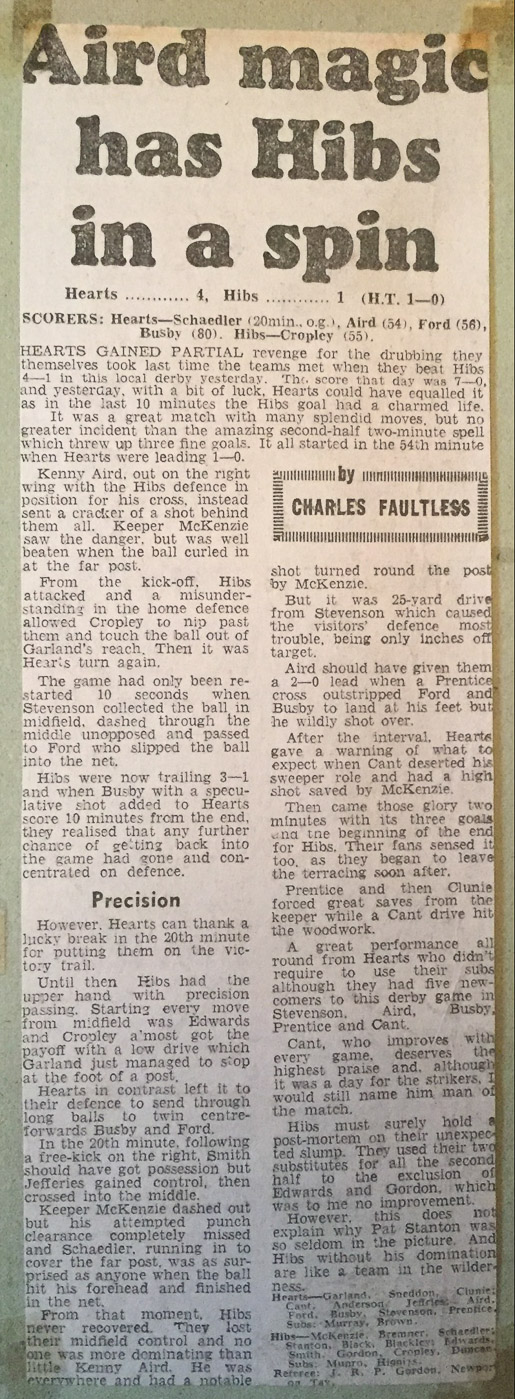 Aird magic
has Hibs
in a spin
Hearts ............ 4, Hibs ............ 1 (H.T. 1—0)
SCORERS: Hearts—Schaedler (20min., o.g.), Aird (54), Ford (56),
Busby (80). Hibs—Cropley (55).
HEARTS GAINED PARTIAL revenge for the drubbing they
themselves took last time the teams met when they beat Hibs
4—1 in this local derby yesterday. The score that day was 7—0,
and yesterday, with a bit of luck, Hearts could have equalled it
as in the last 10 minutes the Hibs goal had a charmed life.
It was a great match with many splendid moves, but no
greater incident than the amazing second-half two-minute spell
which threw up three fine goals. It all started in the 54th minute
when Hearts were leading 1—0.
Kenny Aird, out on the right
wing with the Hibs defence in
position for his cross, instead
sent a cracker of a shot behind
them all. Keeper McKenzie
saw the danger, but was well
beaten when the ball curled in
at the far post.
From the kick-off, Hibs
attacked and a misunder-
standing in the home defence
allowed Cropley to nip past
them and touch the ball out of
Garland's reach. Then it was
Hearts turn again.
The game had only been re-
started 10 seconds when
Stevenson collected the ball in
midfield, dashed through the
middle unopposed and passed
to Ford who slipped the ball
into the net.
Hibs were now trailing 3—1
and when Busby with a specu-
lative shot added to Hearts
score 10 minutes from the end,
they realised that any further
chance of getting back into
the game had gone and con-
centrated on defence.
Precision
However, Hearts can thank a
lucky break in the 20th minute
for putting them on the vic-
tory trail.
Until then Hibs had the
upper hand with precision
passing. Starting every move
from midfield was Edwards
and Cropley a'most got the
payoff with a low drive which
Garland just managed to stop
at the foot of a post.
Hearts in contrast left it to
their defence to send through
long balls to twin centre-
forwards Busby and Ford.
In the 20th minute, following
a free-kick on the right, Smith
should have got possession but
Jefferies gained control, then
crossed into the middle.
Keeper McKenzie dashed out
but his attempted punch
clearance completely missed
and Schaedler, running in to
cover the far post, was as sur-
prised as anyone when the ball
hit his forehead and finished
in the net.
From that moment, Hibs
never recovered. They lost
their midfield control and no
one was more dominating than
little Kenny Aird. He was
everywhere and had a notable
by
CHARLES FAULTLESS
shot turned round the post
by McKenzie.
But it was 25-yard drive
from Stevenson which caused
the visitors' defence most
trouble, being only inches off
target.
Aird should have given them
a 2—0 lead when a Prentice
cross outstripped Ford and
Busby to land at his feet but
he wildly shot over.
After the interval, Hearts
gave a warning of what to
expect when Cant deserted his
sweeper role and had a high
shot saved by McKenzie.
Then came those glory two
minutes with its three goals
and the beginning of the end
for Hibs. Their fans sensed it
too, as they began to leave
the terracing soon after.
Prentice and then Clunie
forced great saves from the
keeper while a Cant drive hit
the woodwork.
A great performance all
round from Hearts who didn't
require to use their subs
although they had five new-
comers to this derby game in
Stevenson, Aird, Busby,
Prentice and Cant.
Cant, who improves with
every game, deserves the
highest praise and, although
it was a day for the strikers, I
would still name him man of
the match.
Hibs must surely hold a
post-mortem on their unexpec-
ted slump. They used their two
substitutes for all the second
half to the exclusion of
Edwards and Gordon, which
was to me no improvement.
However, this does not
explain why Pat Stanton was
so seldom in the picture. And
Hibs without his domination
are like a team in the wilder-
ness.
Hearts—Garland, Sneddon, Clunie;
Cant, Anderson, Jefferies; Aird,
Ford, Busby, Stevenson, Prentice.
Subs: Murray, Brown.
Hibs—McKenzie, Bremner, Schaedler;
Stanton, Black, Blackley; Edwards,
Smith, Gordon, Cropley, Duncan.
Subs: Munro, Higgins.
Referee: J. R. P. Gordon, Newport
on Tay.